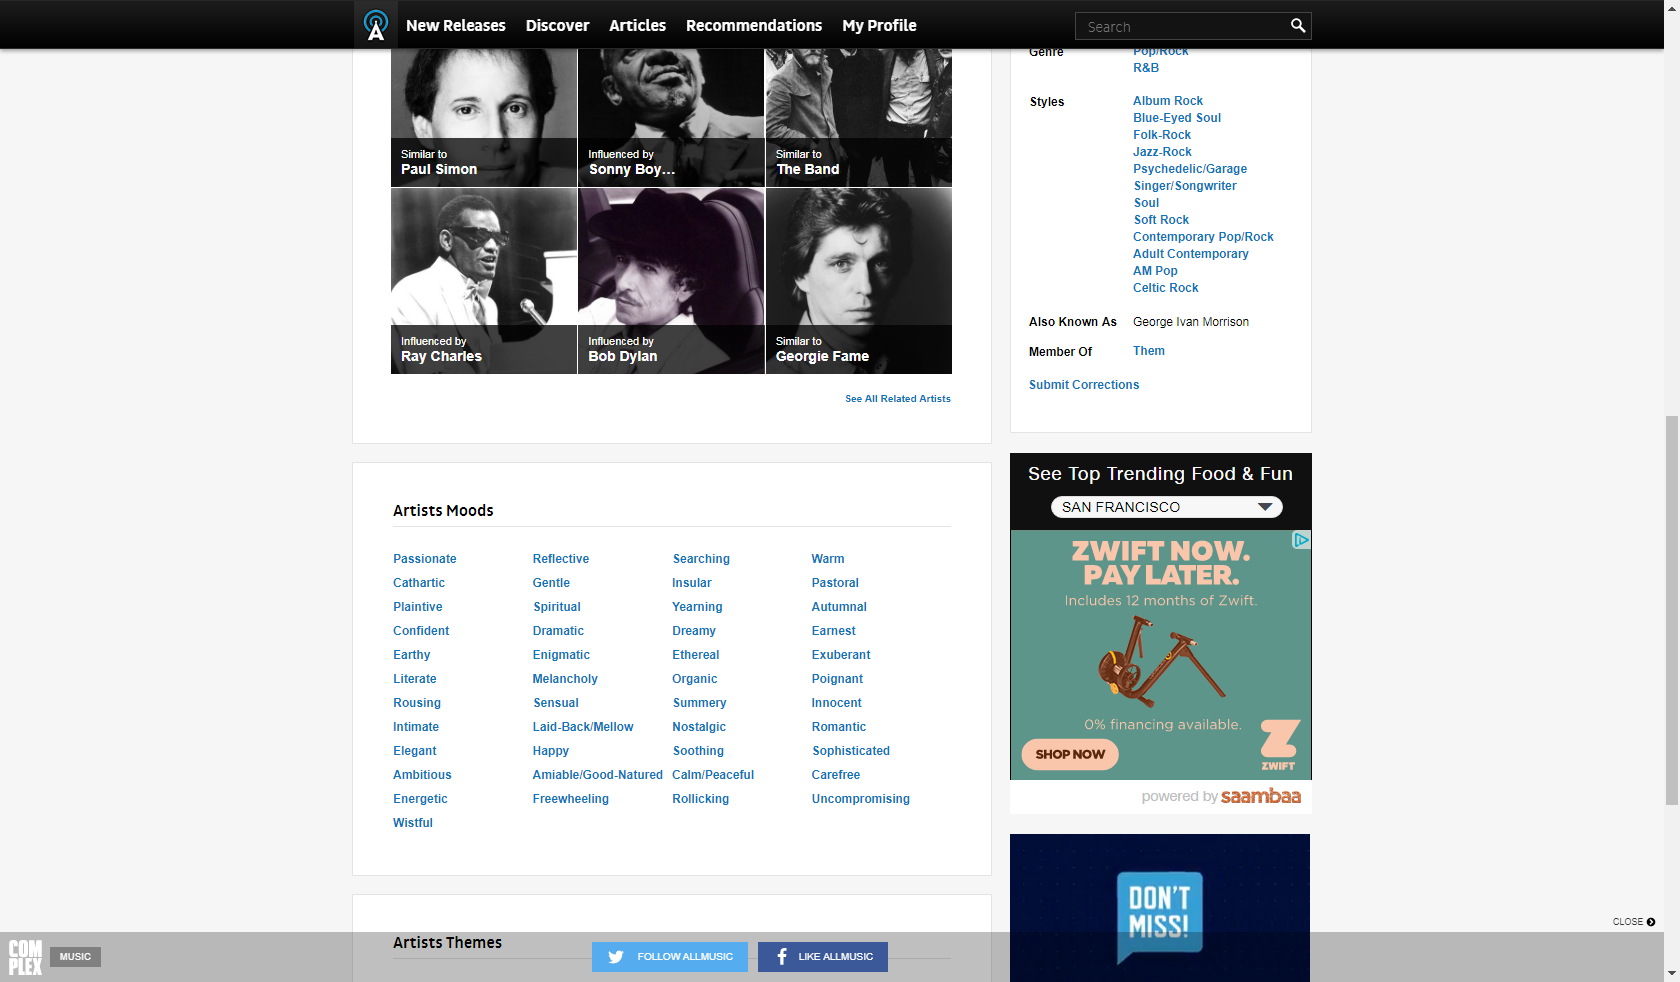 New Releases
Discover
Articles
Recommendations
My Profile
Search
Similar to
Paul Simon
Influenced by
Sonny Boy...
Similar to
The Band
Influenced by
Ray Charles
Influenced by
Bob Dylan
Similar to
Georgie Fame
See All Related Artists
Genre
Pop/Rock
R&B
Styles
Album Rock
Blue-Eyed Soul
Folk-Rock
Jazz-Rock
Psychedelic/Garage
Singer/Songwriter
Soul
Soft Rock
Contemporary Pop/Rock
Adult Contemporary
AM Pop
Celtic Rock
Also Known As
George Ivan Morrison
Member Of
Them
Submit Corrections
Artists Moods
Passionate
Reflective
Searching
Warm
Cathartic
Gentle
Insular
Pastoral
Plaintive
Spiritual
Yearning
Autumnal
Confident
Dramatic
Dreamy
Earnest
Earthy
Enigmatic
Ethereal
Exuberant
Literate
Melancholy
Organic
Poignant
Rousing
Sensual
Summery
Innocent
Intimate
Laid-Back/Mellow
Nostalgic
Romantic
Elegant
Happy
Soothing
Sophisticated
Ambitious
Amiable/Good-Natured
Calm/Peaceful
Carefree
Energetic
Freewheeling
Rollicking
Uncompromising
Wistful
See Top Trending Food & Fun
SAN FRANCISCO
ZWIFT NOW.
PAY LATER.
Includes 12 months of Zwift.
0% financing available.
SHOP NOW
ZWIFT
powered by saambaa
DON'T
MISS!
CLOSE
Artists Themes
COM
PLEX
MUSIC
FOLLOW ALLMUSIC
LIKE ALLMUSIC